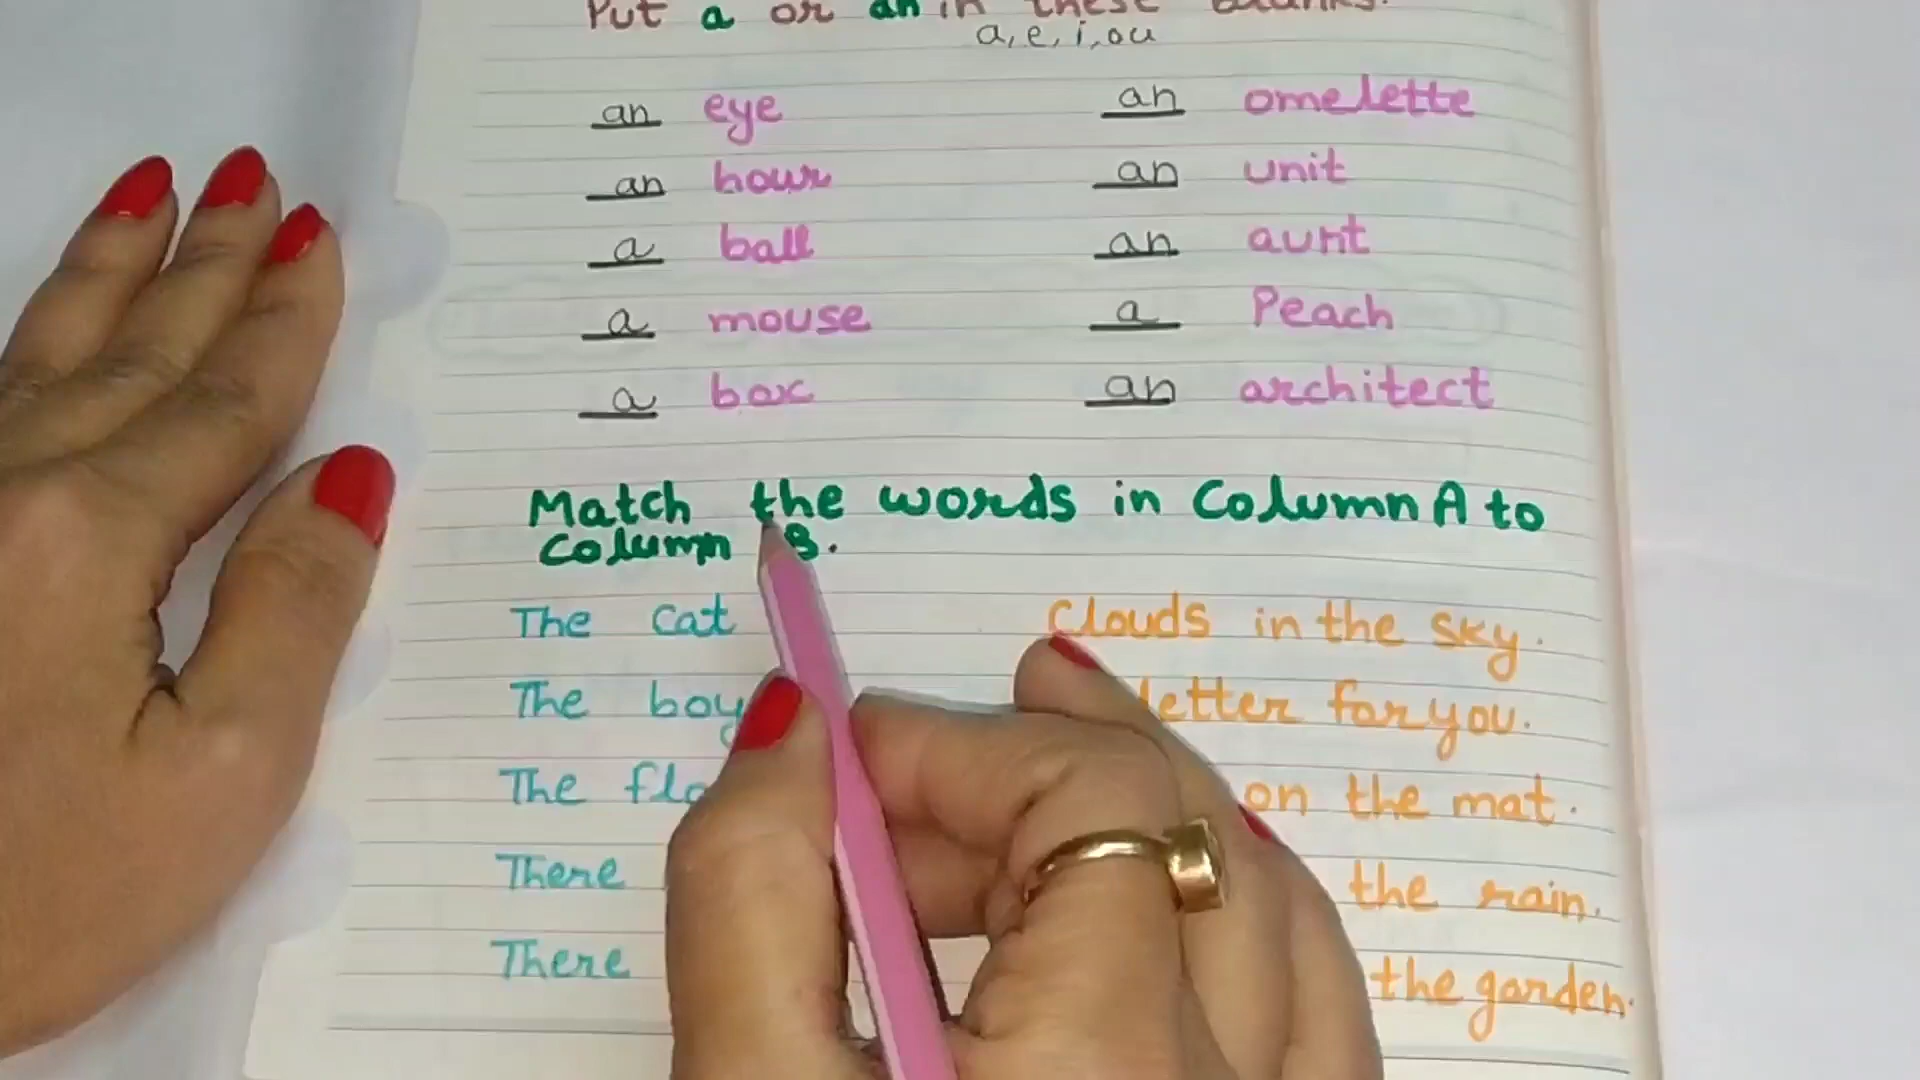 Put a or an in these blanks.
a, e, i, ou
an eye an omelette
an hour an unit
a ball an aunt
a mouse a Peach
a box an architect
Match the words in Column A to
Column B.
The cat Clouds in the sky.
The boy letter for you.
The on the mat.
There the rain.
There the garden.